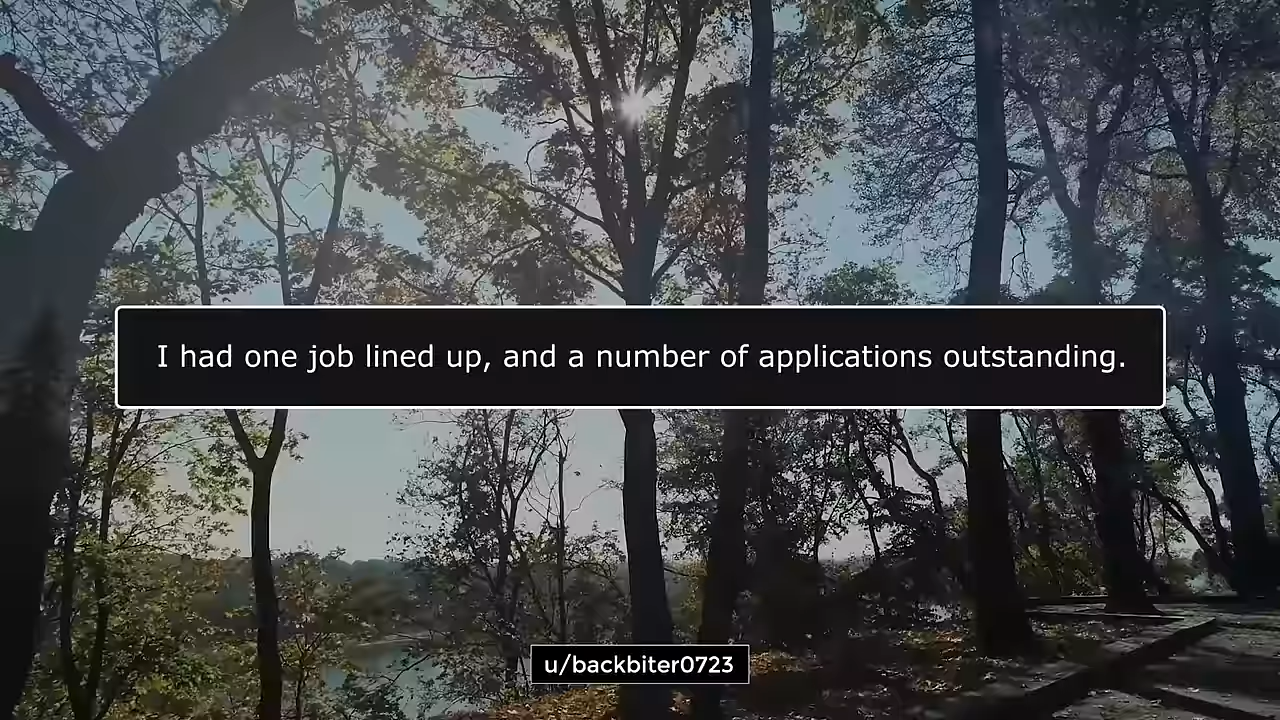 I had one job lined up, and a number of applications outstanding.
u/backbiter0723